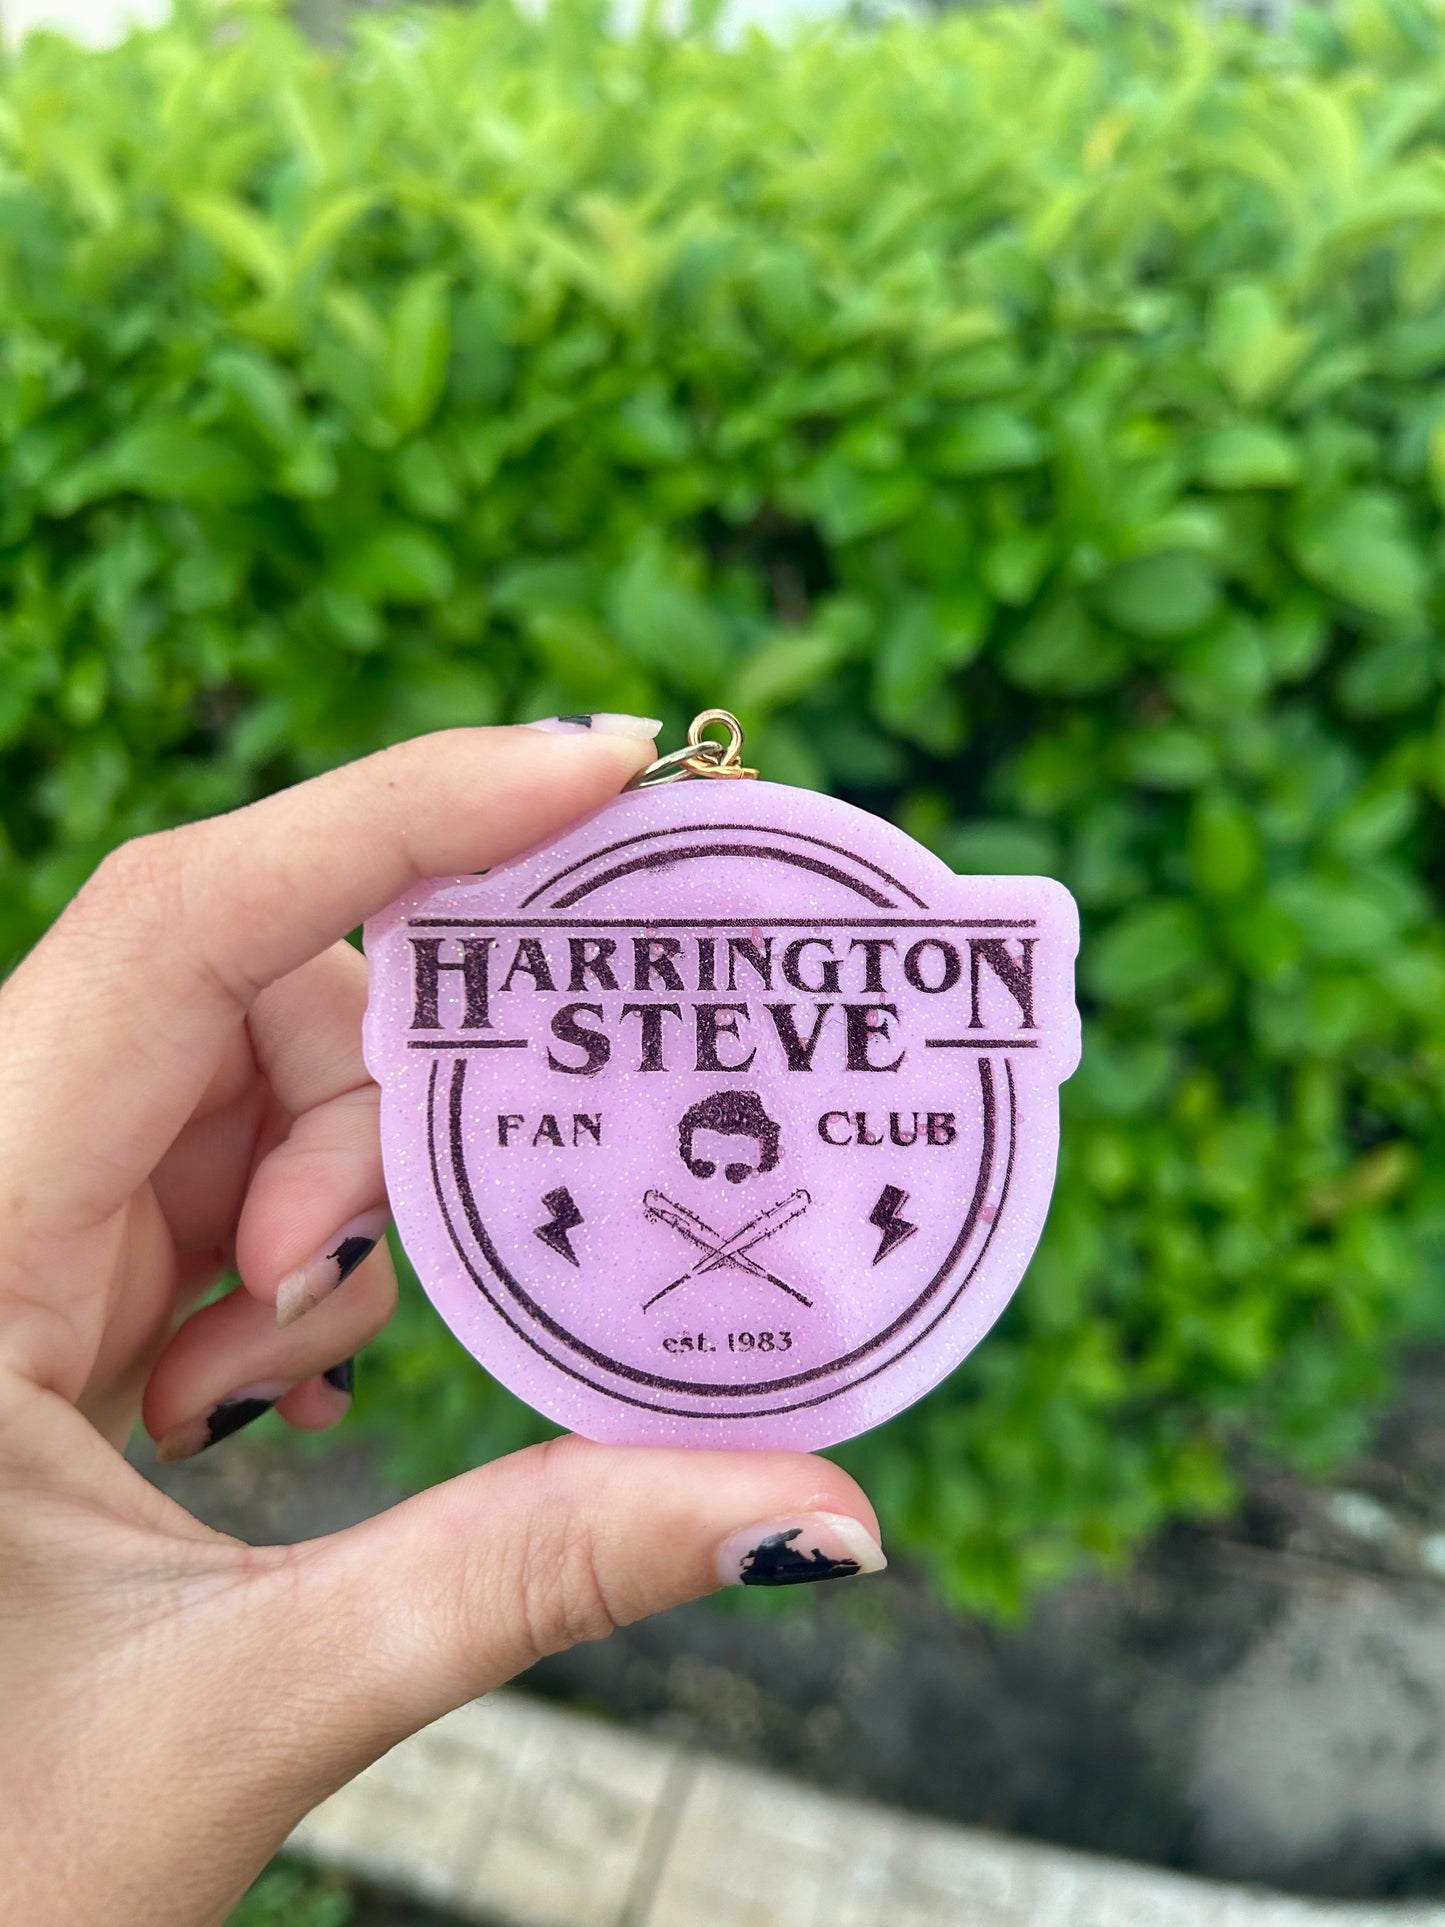 HARRINGTON
STEVE
FAN CLUB
est. 1983